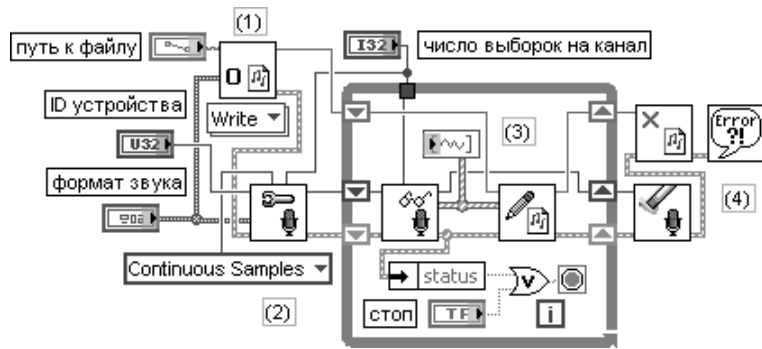 (1)
путь к файлу
I32
число выборок на канал
O
ID устройства
Write
U32
(3)
Error
?!
формат звука
(4)
Continuous Samples
status
V
(2)
стоп
TF
i